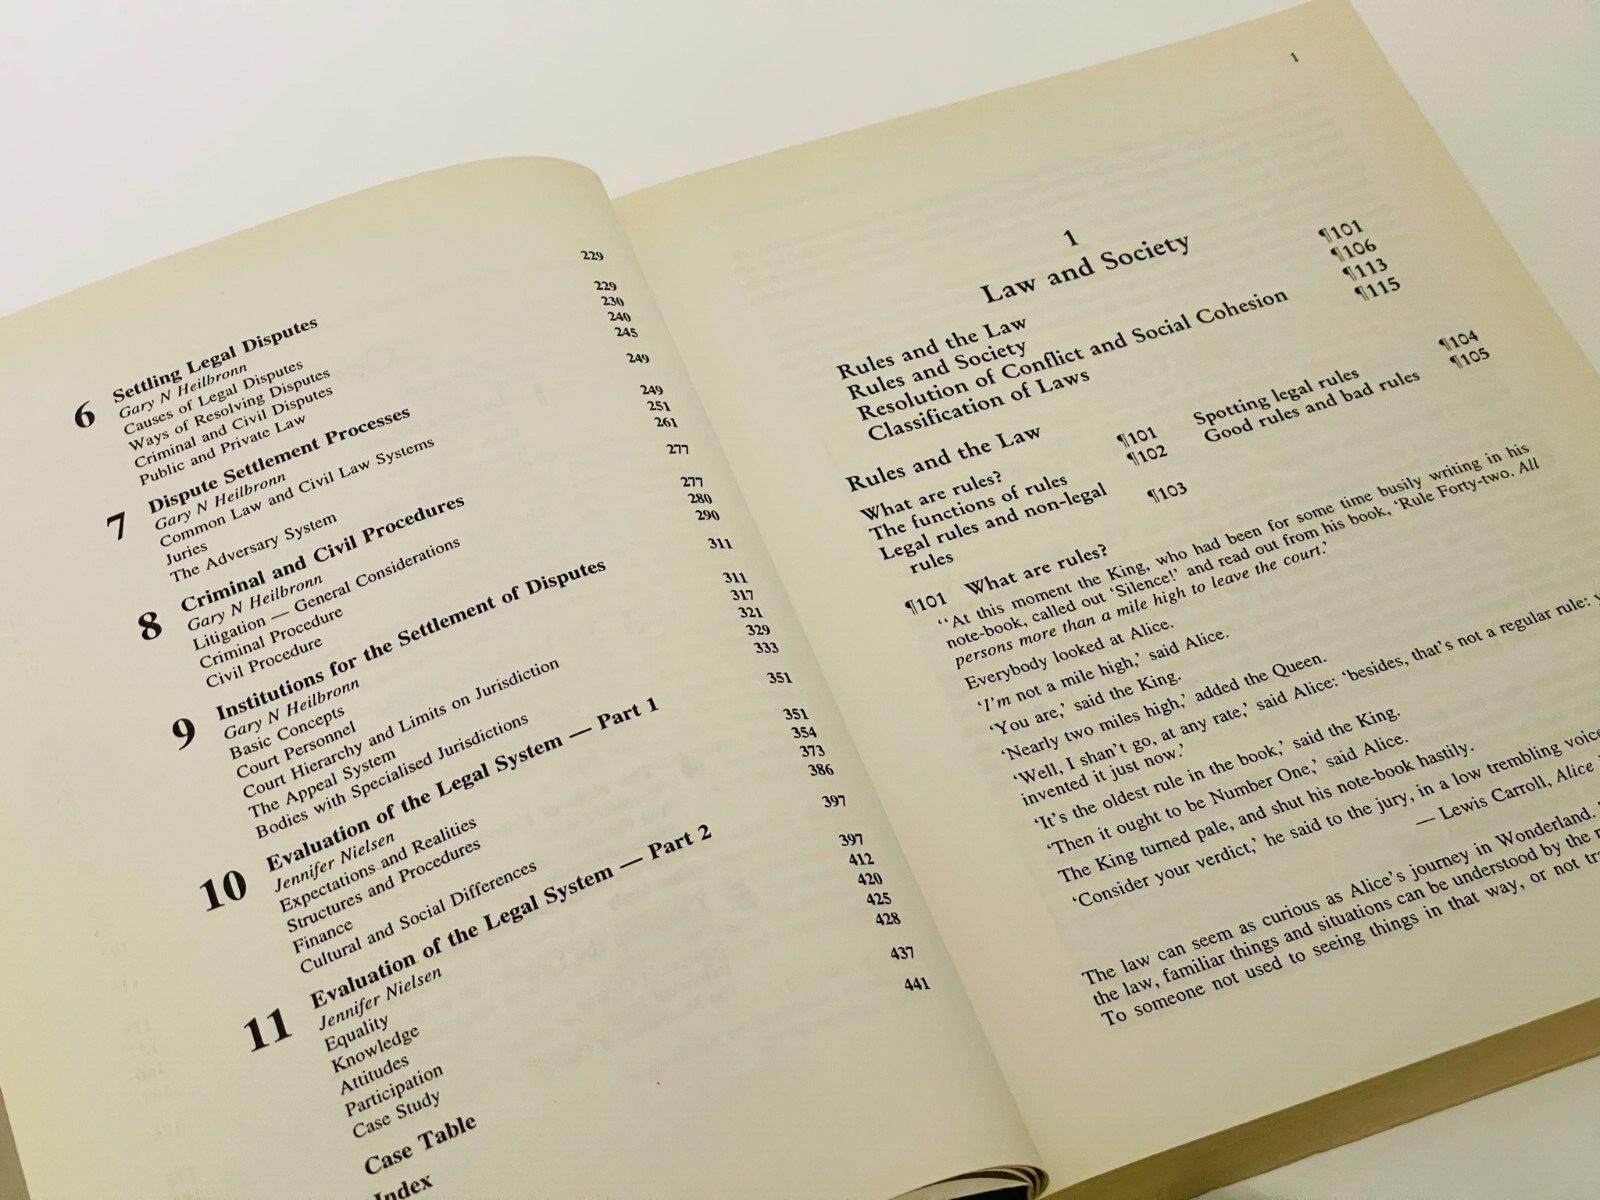 6 Settling Legal Disputes 229
Gary N Heilbronn
Causes of Legal Disputes 229
Ways of Resolving Disputes 230
Criminal and Civil Disputes 240
Public and Private Law 245
7 Dispute Settlement Processes 249
Gary N Heilbronn
Common Law and Civil Law Systems 249
Juries 251
The Adversary System 261
8 Criminal and Civil Procedures 277
Gary N Heilbronn
Litigation — General Considerations 277
Criminal Procedure 280
Civil Procedure 290
9 Institutions for the Settlement of Disputes 311
Gary N Heilbronn
Basic Concepts 311
Court Personnel 317
Court Hierarchy and Limits on Jurisdiction 321
The Appeal System 329
Bodies with Specialised Jurisdictions 333
10 Evaluation of the Legal System — Part 1 351
Jennifer Nielsen
Expectations and Realities 351
Structures and Procedures 354
Finance 373
Cultural and Social Differences 386
11 Evaluation of the Legal System — Part 2 397
Jennifer Nielsen
Equality 397
Knowledge 412
Attitudes 420
Participation 425
Case Study 428
Case Table 437
Index 441
1
1
Law and Society
Rules and the Law ¶101
Rules and Society ¶106
Resolution of Conflict and Social Cohesion ¶113
Classification of Laws ¶115
Rules and the Law
What are rules? ¶101
The functions of rules ¶102
Legal rules and non-legal
rules ¶103
Spotting legal rules ¶104
Good rules and bad rules ¶105
¶101 What are rules?
“At this moment the King, who had been for some time busily writing in his
note-book, called out ‘Silence!’ and read out from his book, ‘Rule Forty-two. All
persons more than a mile high to leave the court.’
Everybody looked at Alice.
‘I’m not a mile high,’ said Alice.
‘You are,’ said the King.
‘Nearly two miles high,’ added the Queen.
‘Well, I shan’t go, at any rate,’ said Alice: ‘besides, that’s not a regular rule:
invented it just now.’
‘It’s the oldest rule in the book,’ said the King.
‘Then it ought to be Number One,’ said Alice.
The King turned pale, and shut his note-book hastily.
‘Consider your verdict,’ he said to the jury, in a low trembling voice
— Lewis Carroll, Alice
The law can seem as curious as Alice’s journey in Wonderland.
the law, familiar things and situations can be understood by the
To someone not used to seeing things in that way, or not